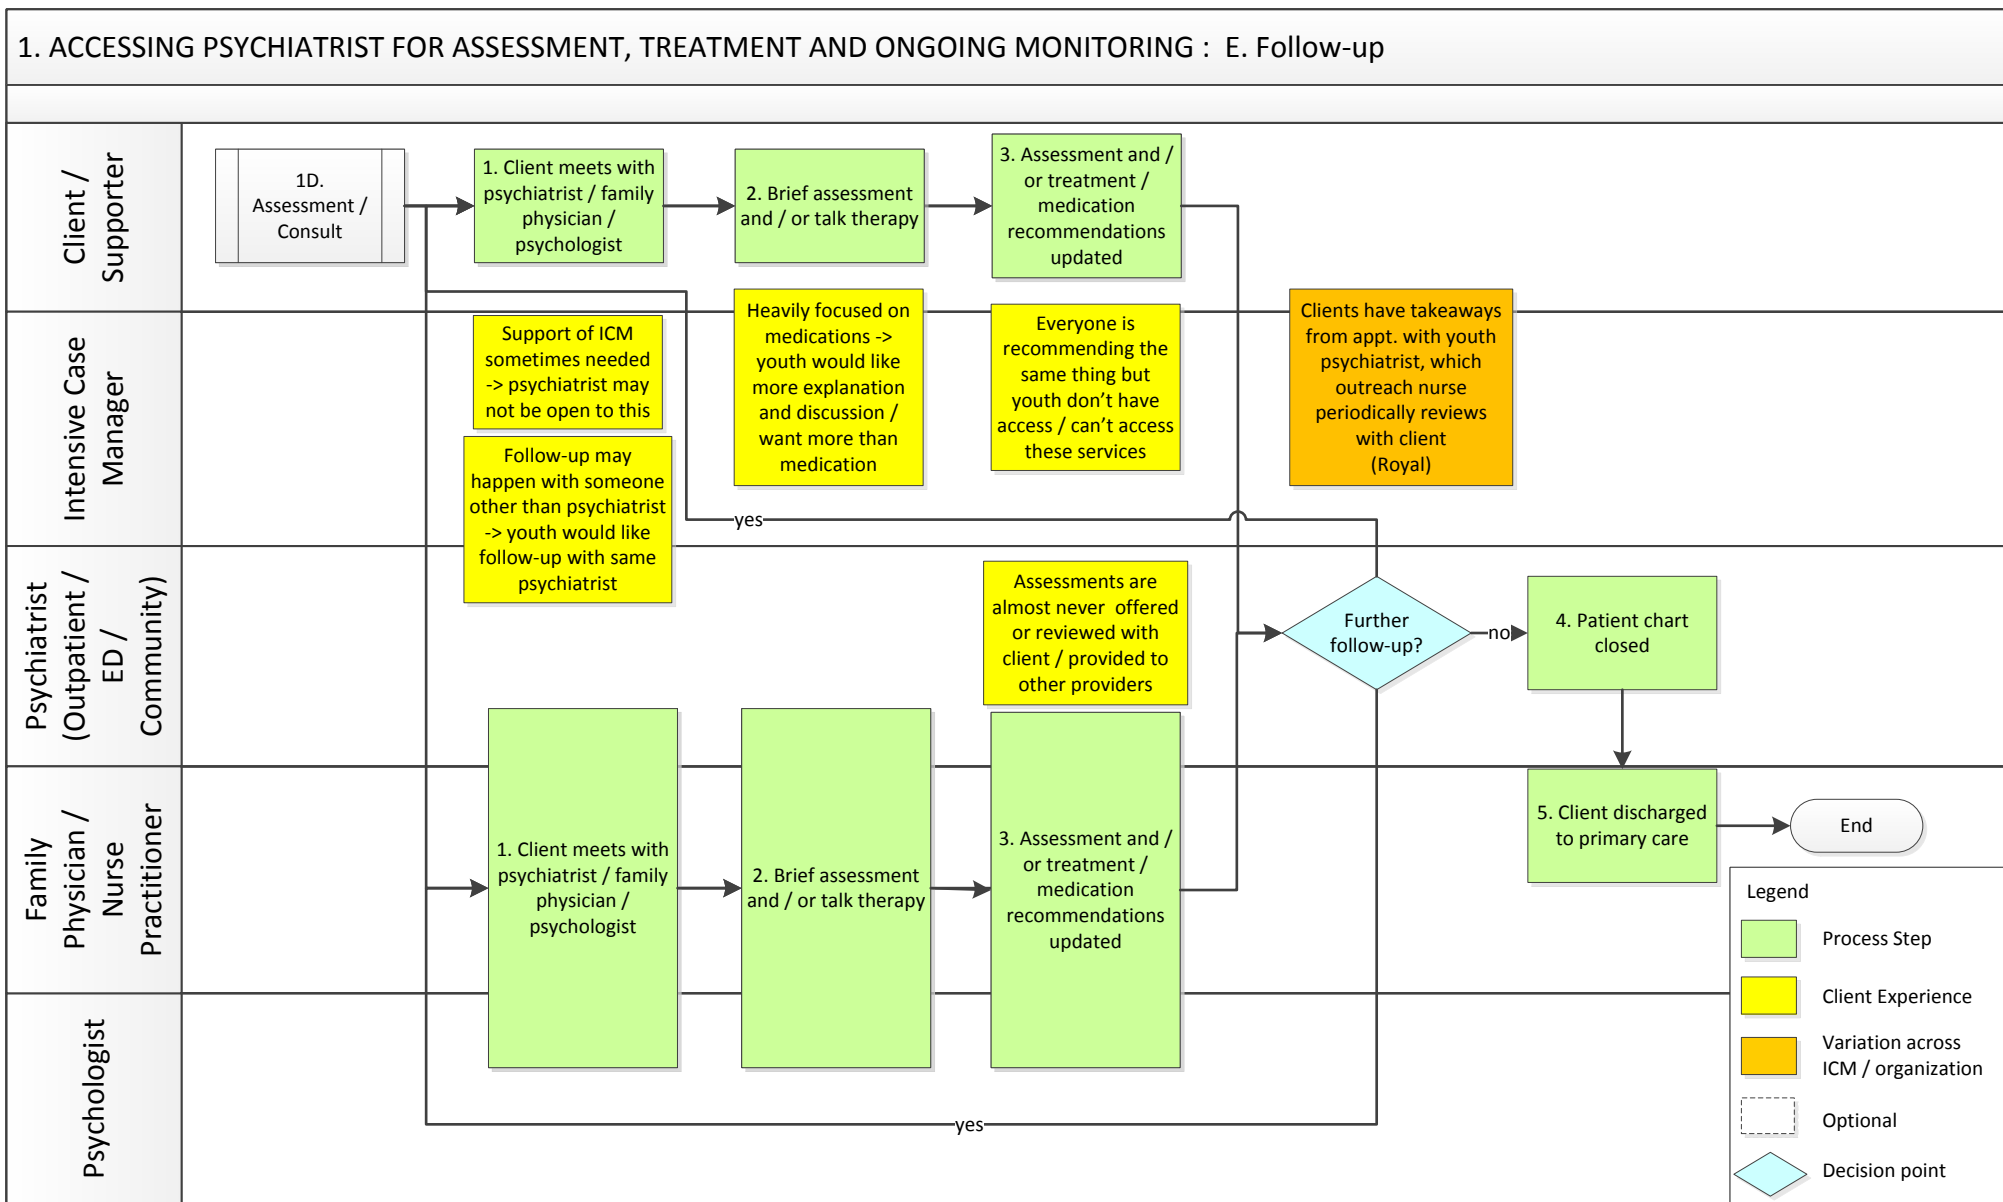 1. ACCESSING PSYCHIATRIST FOR ASSESSMENT, TREATMENT AND ONGOING MONITORING : E. Follow-up
Client /
Supporter
1D.
Assessment /
Consult
1. Client meets with
psychiatrist / family
physician /
psychologist
2. Brief assessment
and / or talk therapy
3. Assessment and /
or treatment /
medication
recommendations
updated
Intensive Case
Manager
Support of ICM
sometimes needed
-> psychiatrist may
not be open to this
Follow-up may
happen with someone
other than psychiatrist
-> youth would like
follow-up with same
psychiatrist
Heavily focused on
medications ->
youth would like
more explanation
and discussion /
want more than
medication
Everyone is
recommending the
same thing but
youth don’t have
access / can’t access
these services
Clients have takeaways
from appt. with youth
psychiatrist, which
outreach nurse
periodically reviews
with client
(Royal)
yes
Psychiatrist
(Outpatient /
ED /
Community)
Assessments are
almost never offered
or reviewed with
client / provided to
other providers
Further
follow-up?
no
4. Patient chart
closed
Family
Physician /
Nurse
Practitioner
1. Client meets with
psychiatrist / family
physician /
psychologist
2. Brief assessment
and / or talk therapy
3. Assessment and /
or treatment /
medication
recommendations
updated
5. Client discharged
to primary care
End
Psychologist
yes
Legend
Process Step
Client Experience
Variation across
ICM / organization
Optional
Decision point